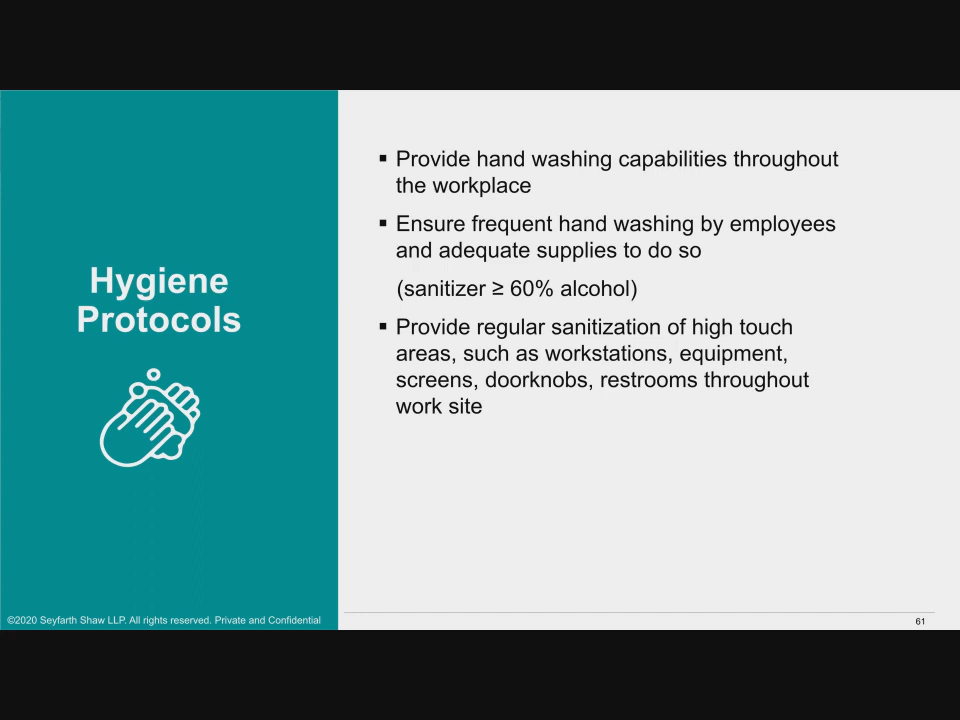 Hygiene
Protocols
▪ Provide hand washing capabilities throughout
the workplace
▪ Ensure frequent hand washing by employees
and adequate supplies to do so
(sanitizer ≥ 60% alcohol)
▪ Provide regular sanitization of high touch
areas, such as workstations, equipment,
screens, doorknobs, restrooms throughout
work site
©2020 Seyfarth Shaw LLP. All rights reserved. Private and Confidential
61